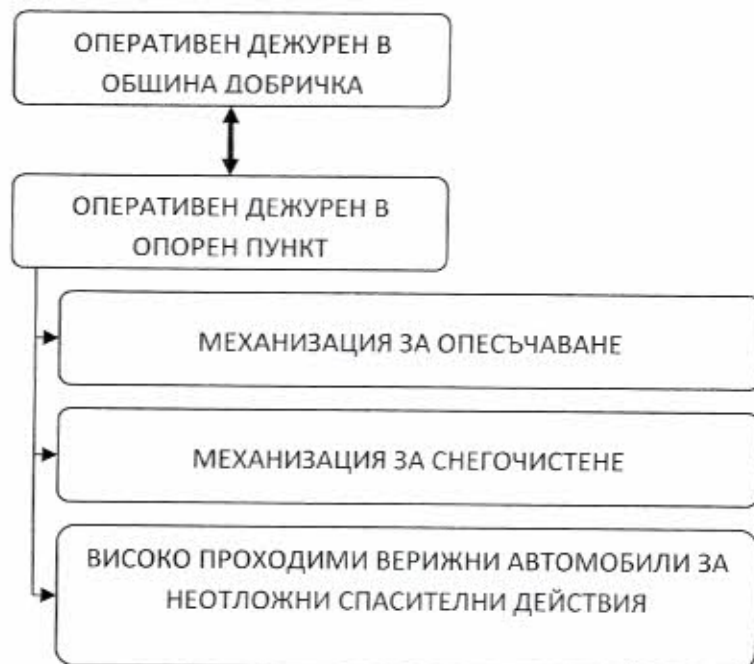 ОПЕРАТИВЕН ДЕЖУРЕН В
ОБЩИНА ДОБРИЧКА
ОПЕРАТИВЕН ДЕЖУРЕН В
ОПОРЕН ПУНКТ
МЕХАНИЗАЦИЯ ЗА ОПЕСЪЧАВАНЕ
МЕХАНИЗАЦИЯ ЗА СНЕГОЧИСТЕНЕ
ВИСОКО ПРОХОДИМИ ВЕРИЖНИ АВТОМОБИЛИ ЗА
НЕОТЛОЖНИ СПАСИТЕЛНИ ДЕЙСТВИЯ